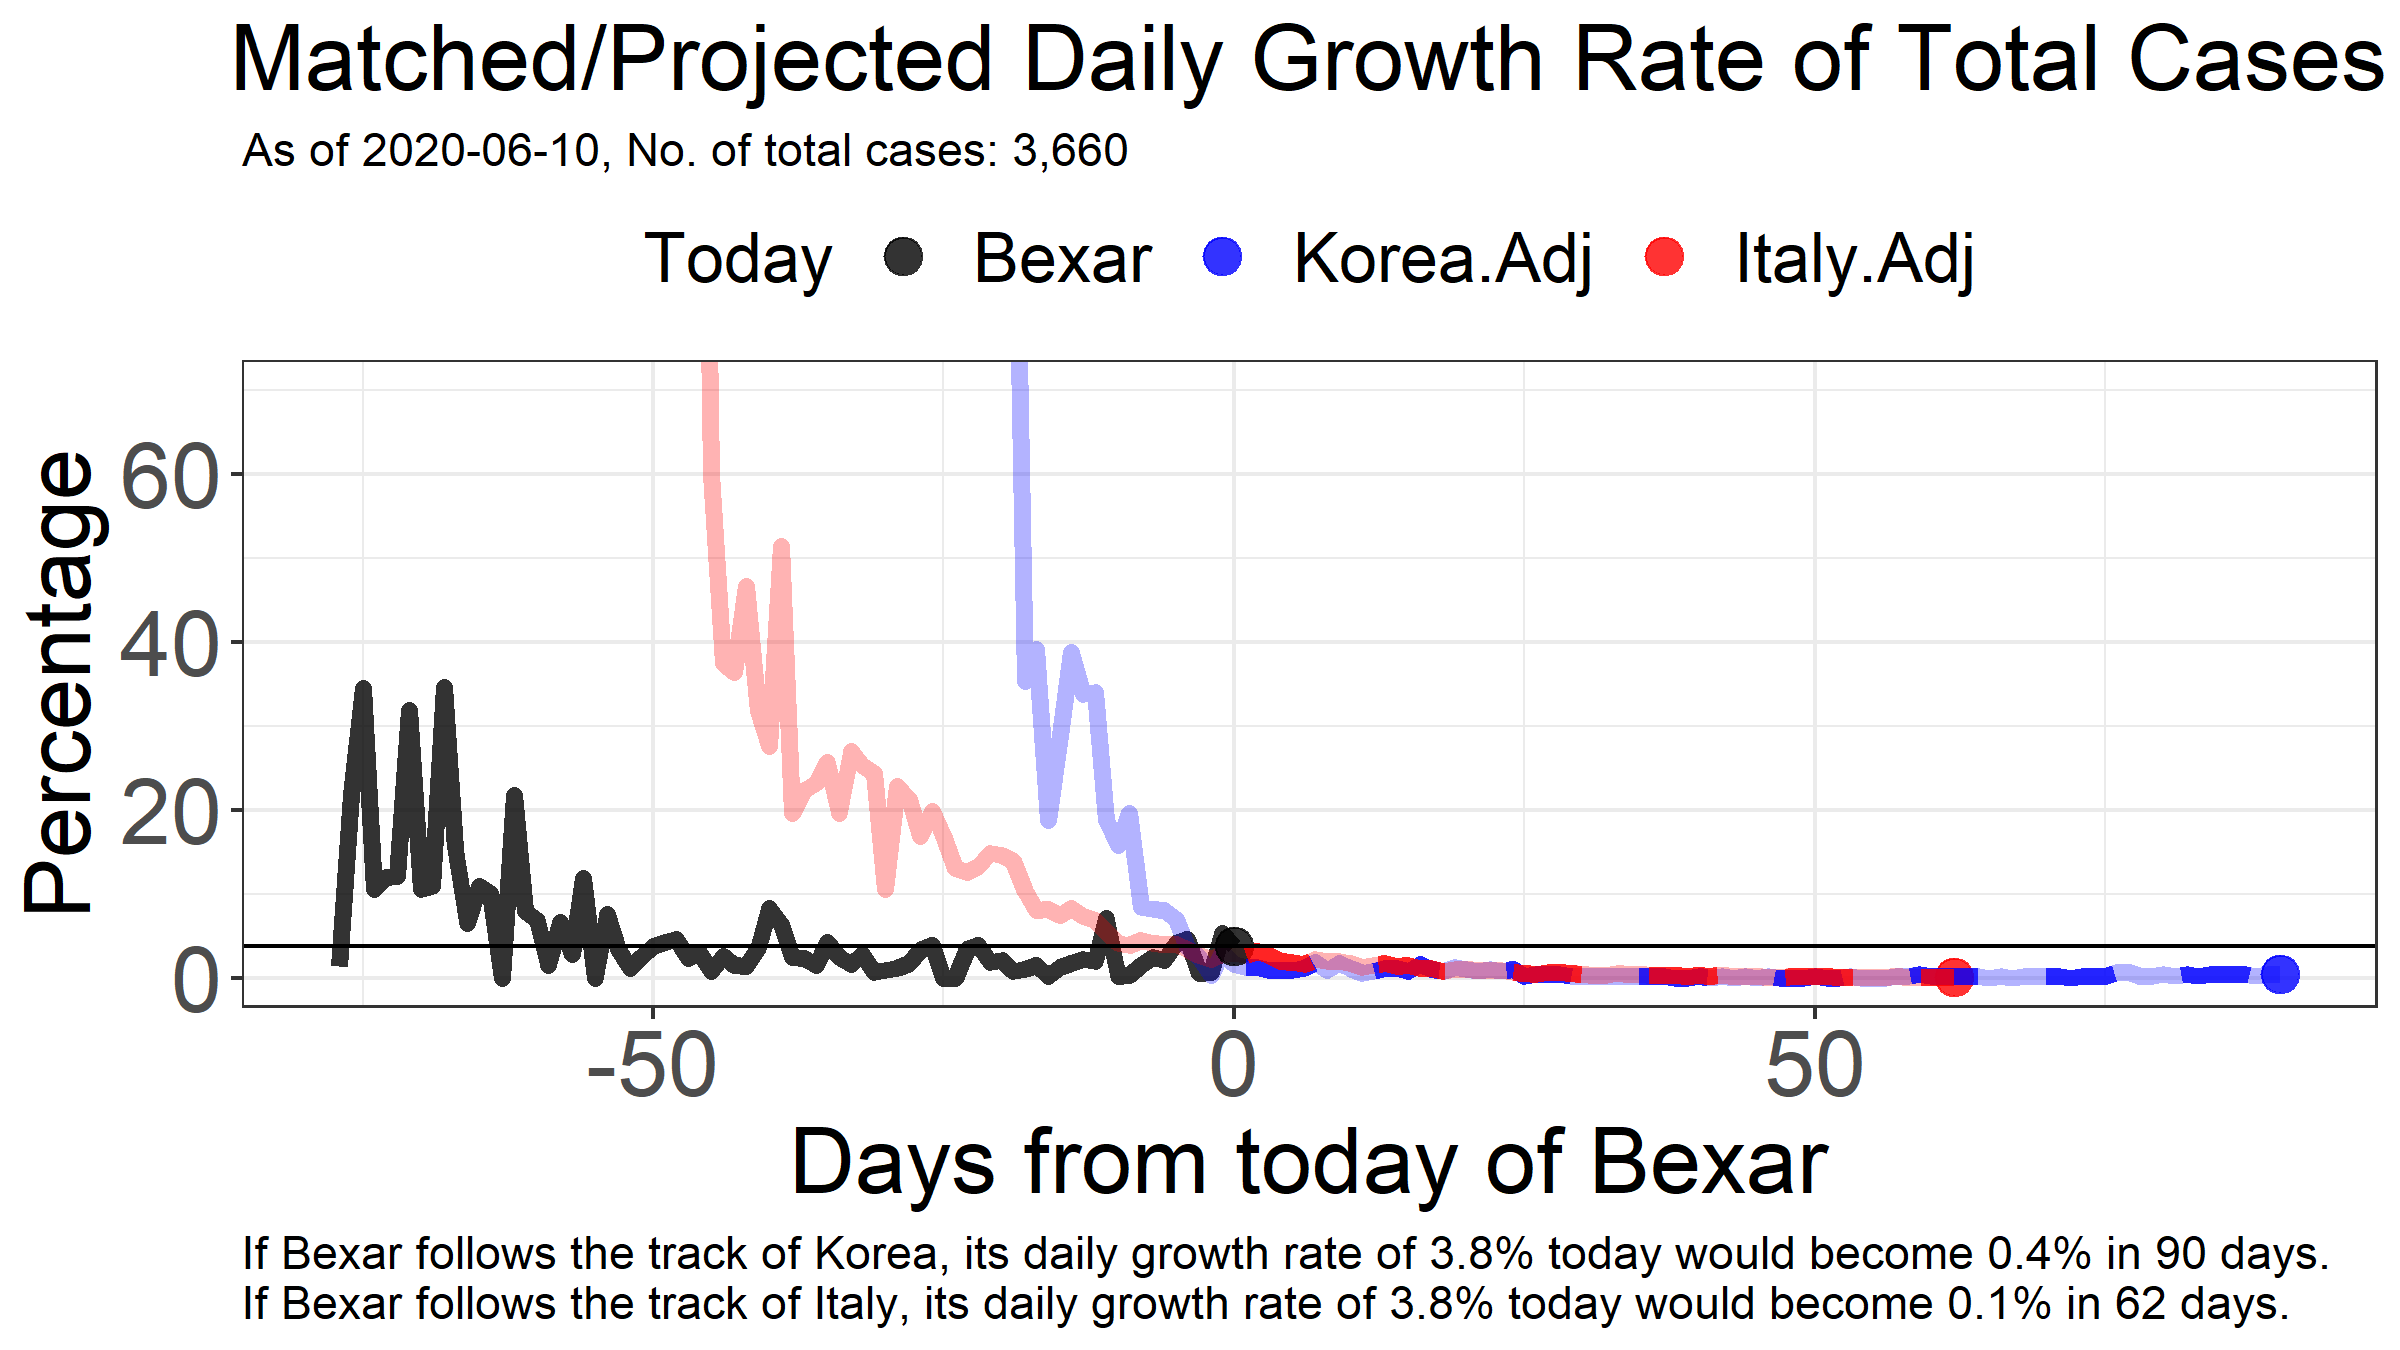 Matched/Projected Daily Growth Rate of Total Cases
As of 2020-06-10, No. of total cases: 3,660
Today Bexar Korea.Adj Italy.Adj
Percentage
60
40
20
0
-50 0 50
Days from today of Bexar
If Bexar follows the track of Korea, its daily growth rate of 3.8% today would become 0.4% in 90 days.
If Bexar follows the track of Italy, its daily growth rate of 3.8% today would become 0.1% in 62 days.